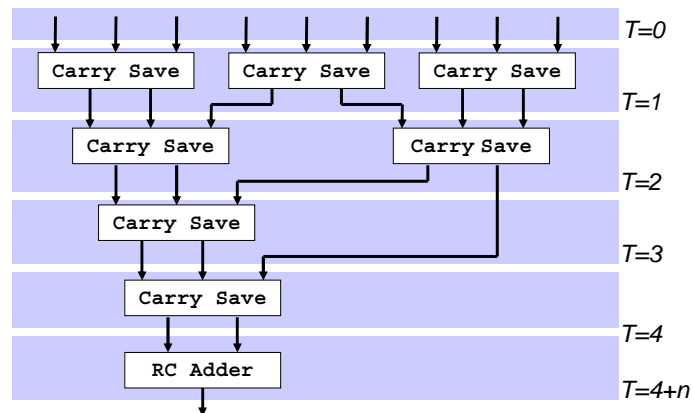 T=0
Carry Save Carry Save Carry Save
T=1
Carry Save Carry Save
T=2
Carry Save
T=3
Carry Save
T=4
RC Adder
T=4+n